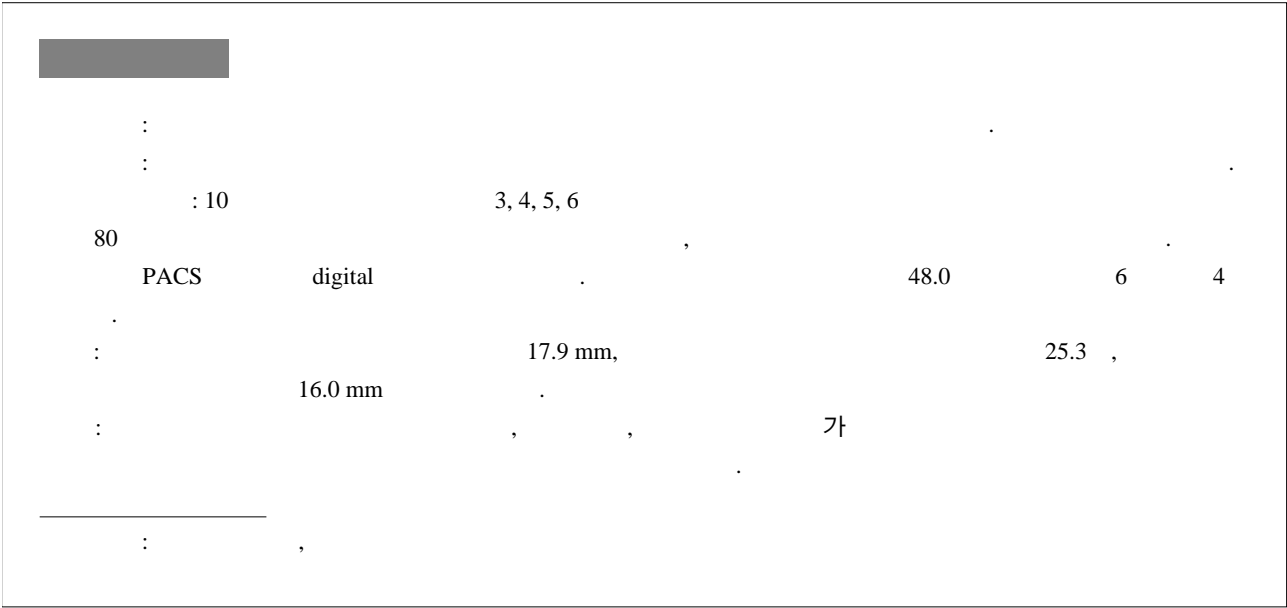 : .
: .
: 10 3, 4, 5, 6
80 , .
PACS digital . 48.0 6 4
.
: 17.9 mm, 25.3 ,
16.0 mm .
: , , 가
.
: ,